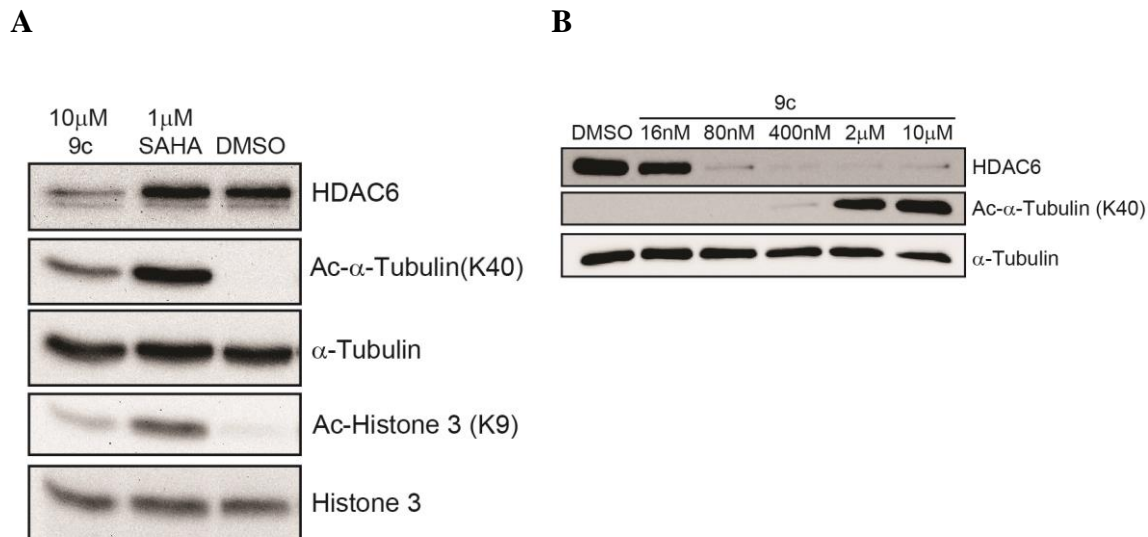 A
B
10μM 1μM
9c SAHA DMSO
HDAC6
Ac-α-Tubulin(K40)
α-Tubulin
Ac-Histone 3 (K9)
Histone 3
9c
DMSO 16nM 80nM 400nM 2μM 10μM
HDAC6
Ac-α-Tubulin (K40)
α-Tubulin